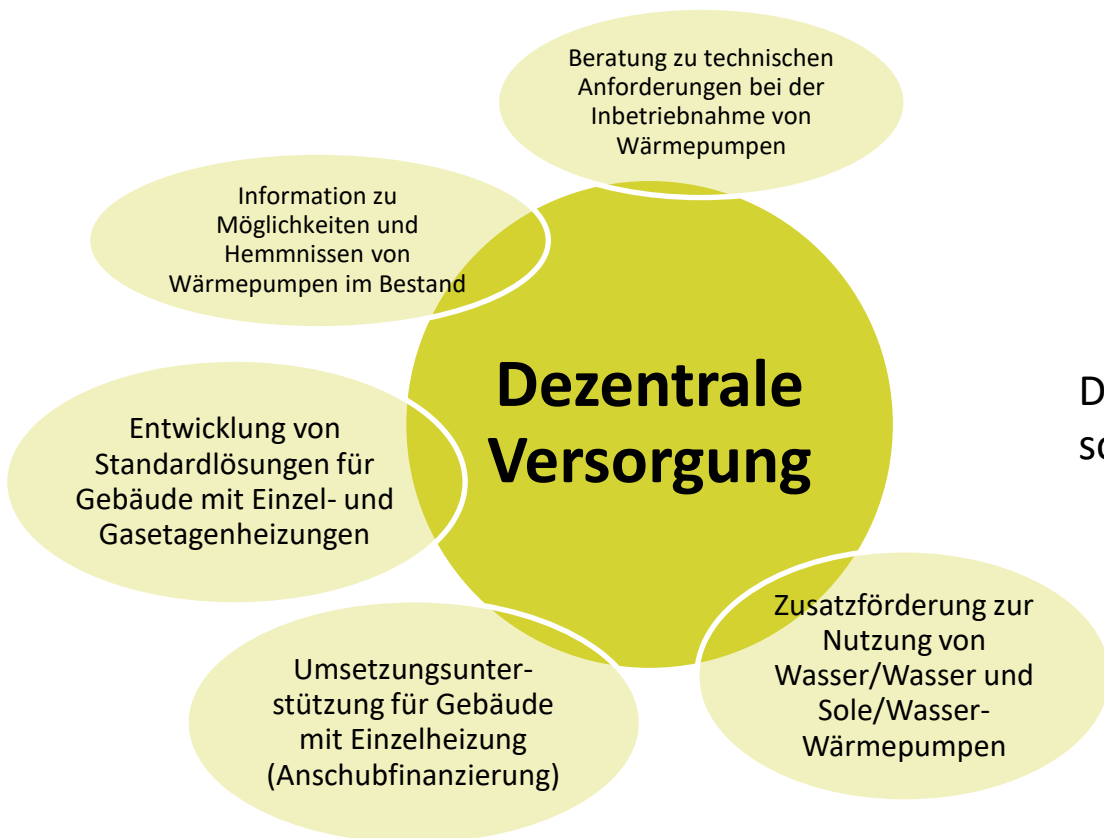 Beratung zu technischen
Anforderungen bei der
Inbetriebnahme von
Wärmepumpen
Information zu
Möglichkeiten und
Hemmnissen von
Wärmepumpen im Bestand
Dezentrale
Versorgung
Entwicklung von
Standardlösungen für
Gebäude mit Einzel- und
Gasetagenheizungen
Umsetzungsunter-
stützung für Gebäude
mit Einzelheizung
(Anschubfinanzierung)
Zusatzförderung zur
Nutzung von
Wasser/Wasser und
Sole/Wasser-
Wärmepumpen